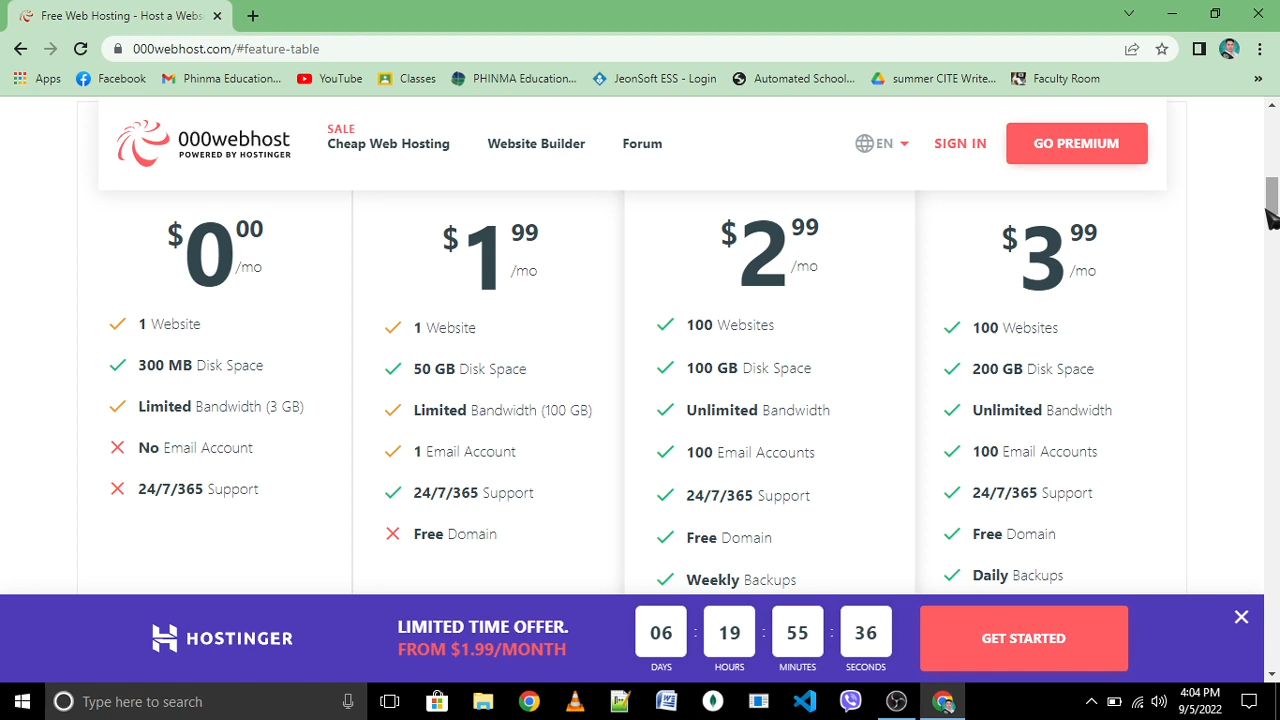 Free Web Hosting - Host a Webs
000webhost.com/#feature-table
Apps
Facebook
Phinma Education...
YouTube
Classes
PHINMA Education...
JeonSoft ESS - Login
Automated School...
summer CITE Write...
Faculty Room
»
000webhost
POWERED BY HOSTINGER
SALE
Cheap Web Hosting
Website Builder
Forum
EN
SIGN IN
GO PREMIUM
$0 00 /mo
1 Website
300 MB Disk Space
Limited Bandwidth (3 GB)
No Email Account
24/7/365 Support
$1 99 /mo
1 Website
50 GB Disk Space
Limited Bandwidth (100 GB)
1 Email Account
24/7/365 Support
Free Domain
$2 99 /mo
100 Websites
100 GB Disk Space
Unlimited Bandwidth
100 Email Accounts
24/7/365 Support
Free Domain
Weekly Backups
$3 99 /mo
100 Websites
200 GB Disk Space
Unlimited Bandwidth
100 Email Accounts
24/7/365 Support
Free Domain
Daily Backups
HOSTINGER
LIMITED TIME OFFER.
FROM $1.99/MONTH
06 : 19 : 55 : 36
DAYS HOURS MINUTES SECONDS
GET STARTED
Type here to search
4:04 PM
9/5/2022